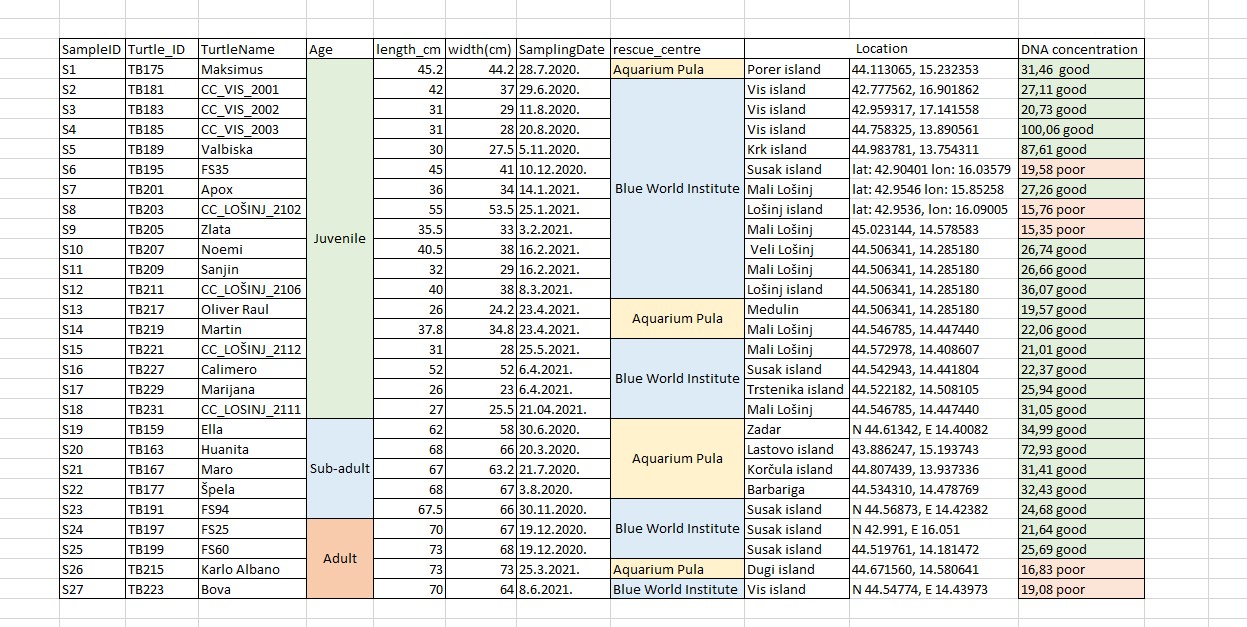 SampleID Turtle_ID TurtleName Age length_cm width(cm) SamplingDate rescue_centre Location DNA concentration
S1 TB175 Maksimus 45.2 44.2 28.7.2020. Aquarium Pula Porer island 44.113065, 15.232353 31,46 good
S2 TB181 CC_VIS_2001 42 37 29.6.2020. Vis island 42.777562, 16.901862 27,11 good
S3 TB183 CC_VIS_2002 31 29 11.8.2020. Vis island 42.959317, 17.141558 20,73 good
S4 TB185 CC_VIS_2003 31 28 20.8.2020. Vis island 44.758325, 13.890561 100,06 good
S5 TB189 Valbiska 30 27.5 5.11.2020. Krk island 44.983781, 13.754311 87,61 good
S6 TB195 FS35 45 41 10.12.2020. Susak island lat: 42.90401 lon: 16.03579 19,58 poor
S7 TB201 Apox 36 34 14.1.2021. Blue World Institute Mali Lošinj lat: 42.9546 lon: 15.85258 27,26 good
S8 TB203 CC_LOŠINJ_2102 55 53.5 25.1.2021. Lošinj island lat: 42.9536, lon: 16.09005 15,76 poor
S9 TB205 Zlata 35.5 33 3.2.2021. Mali Lošinj 45.023144, 14.578583 15,35 poor
Juvenile
S10 TB207 Noemi 40.5 38 16.2.2021. Veli Lošinj 44.506341, 14.285180 26,74 good
S11 TB209 Sanjin 32 29 16.2.2021. Mali Lošinj 44.506341, 14.285180 26,66 good
S12 TB211 CC_LOŠINJ_2106 40 38 8.3.2021. Lošinj island 44.506341, 14.285180 36,07 good
S13 TB217 Oliver Raul 26 24.2 23.4.2021. Medulin 44.506341, 14.285180 19,57 good
Aquarium Pula
S14 TB219 Martin 37.8 34.8 23.4.2021. Mali Lošinj 44.546785, 14.447440 22,06 good
S15 TB221 CC_LOŠINJ_2112 31 28 25.5.2021. Mali Lošinj 44.572978, 14.408607 21,01 good
S16 TB227 Calimero 52 52 6.4.2021. Susak island 44.542943, 14.441804 22,37 good
Blue World Institute
S17 TB229 Marijana 26 23 6.4.2021. Trstenika island 44.522182, 14.508105 25,94 good
S18 TB231 CC_LOSINJ_2111 27 25.5 21.04.2021. Mali Lošinj 44.546785, 14.447440 31,05 good
S19 TB159 Ella 62 58 30.6.2020. Zadar N 44.61342, E 14.40082 34,99 good
S20 TB163 Huanita 68 66 20.3.2020. Lastovo island 43.886247, 15.193743 72,93 good
Aquarium Pula
S21 TB167 Maro Sub-adult 67 63.2 21.7.2020. Korčula island 44.807439, 13.937336 31,41 good
S22 TB177 Špela 68 67 3.8.2020. Barbariga 44.534310, 14.478769 32,43 good
S23 TB191 FS94 67.5 66 30.11.2020. Susak island N 44.56873, E 14.42382 24,68 good
S24 TB197 FS25 70 67 19.12.2020. Blue World Institute Susak island N 42.991, E 16.051 21,64 good
S25 TB199 FS60 73 68 19.12.2020. Susak island 44.519761, 14.181472 25,69 good
Adult
S26 TB215 Karlo Albano 73 73 25.3.2021. Aquarium Pula Dugi island 44.671560, 14.580641 16,83 poor
S27 TB223 Bova 70 64 8.6.2021. Blue World Institute Vis island N 44.54774, E 14.43973 19,08 poor